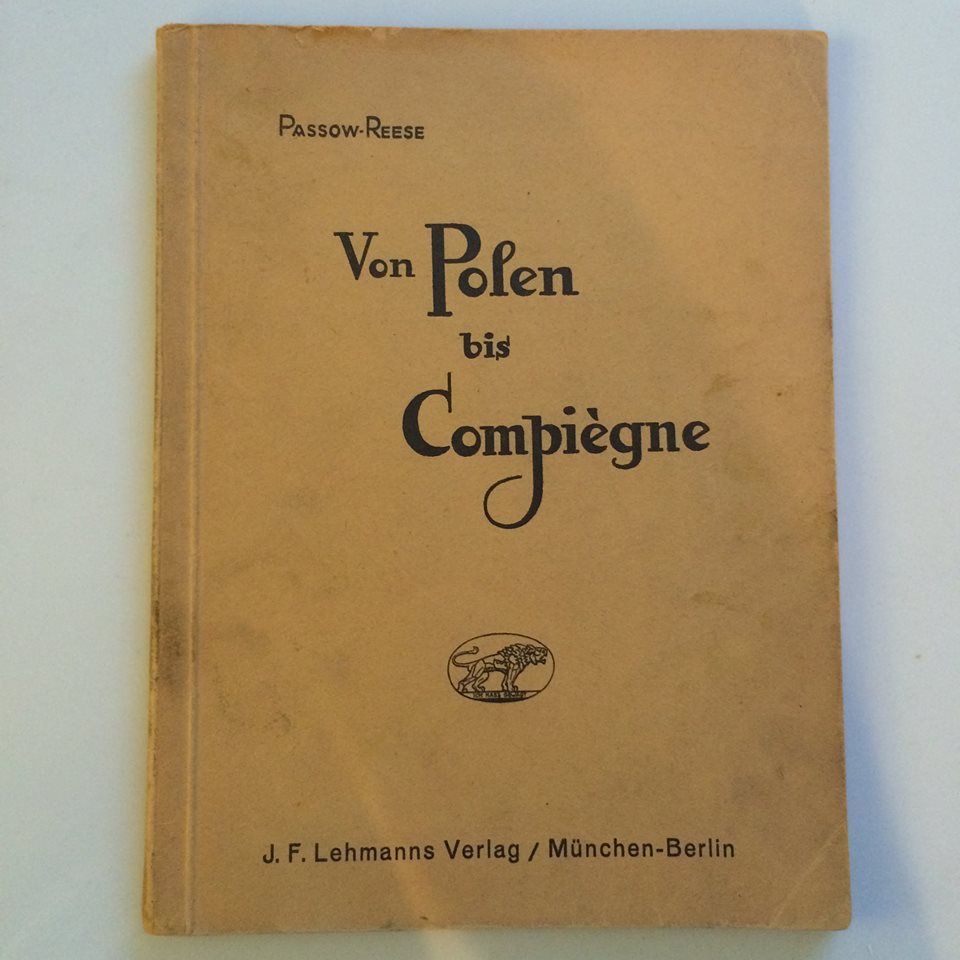 Passow-Reese
Von Polen
bis
Compiègne
J. F. Lehmanns Verlag / München-Berlin